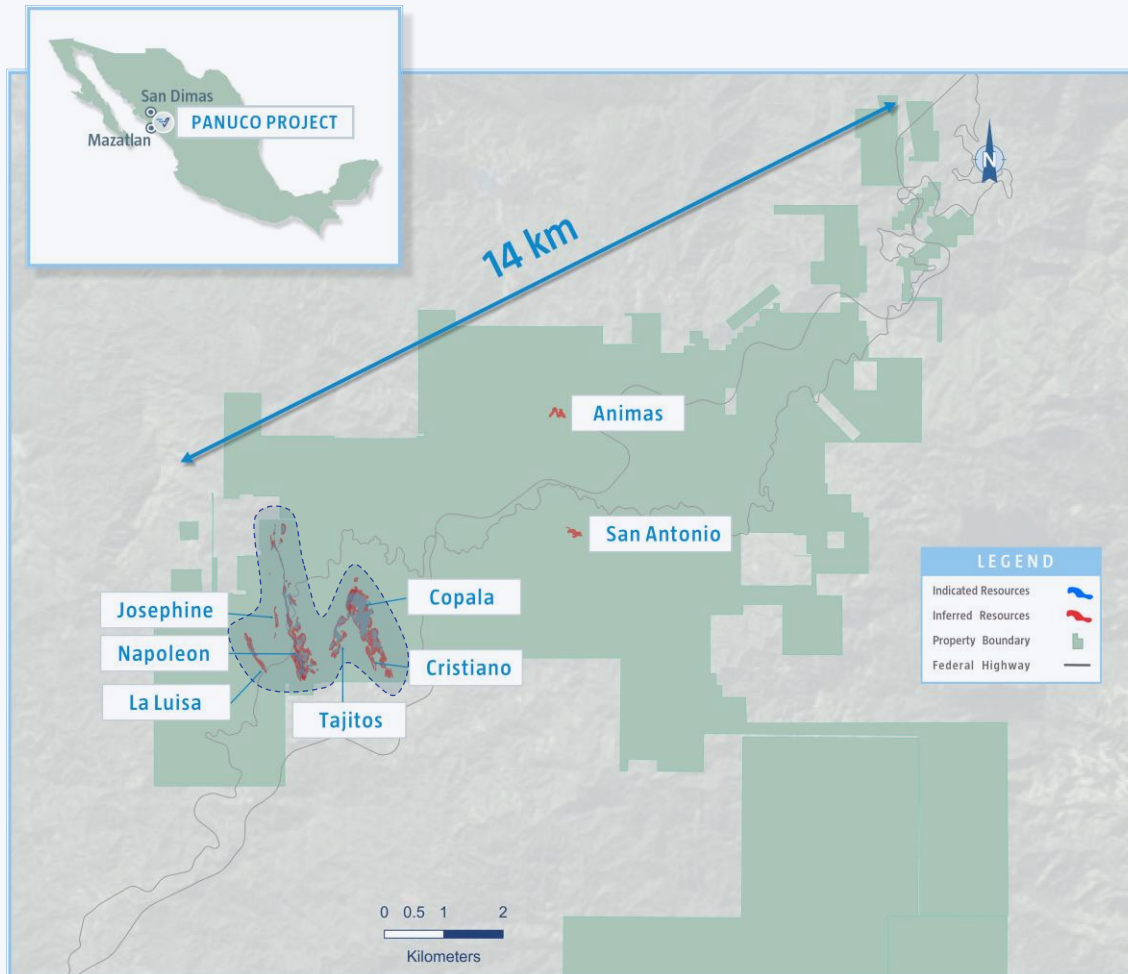 San Dimas
PANUCO PROJECT
Mazatlan
N
14 km
Animas
San Antonio
LEGEND
Indicated Resources
Inferred Resources
Property Boundary
Federal Highway
Josephine
Copala
Napoleon
Cristiano
La Luisa
Tajitos
0 0.5 1 2
Kilometers